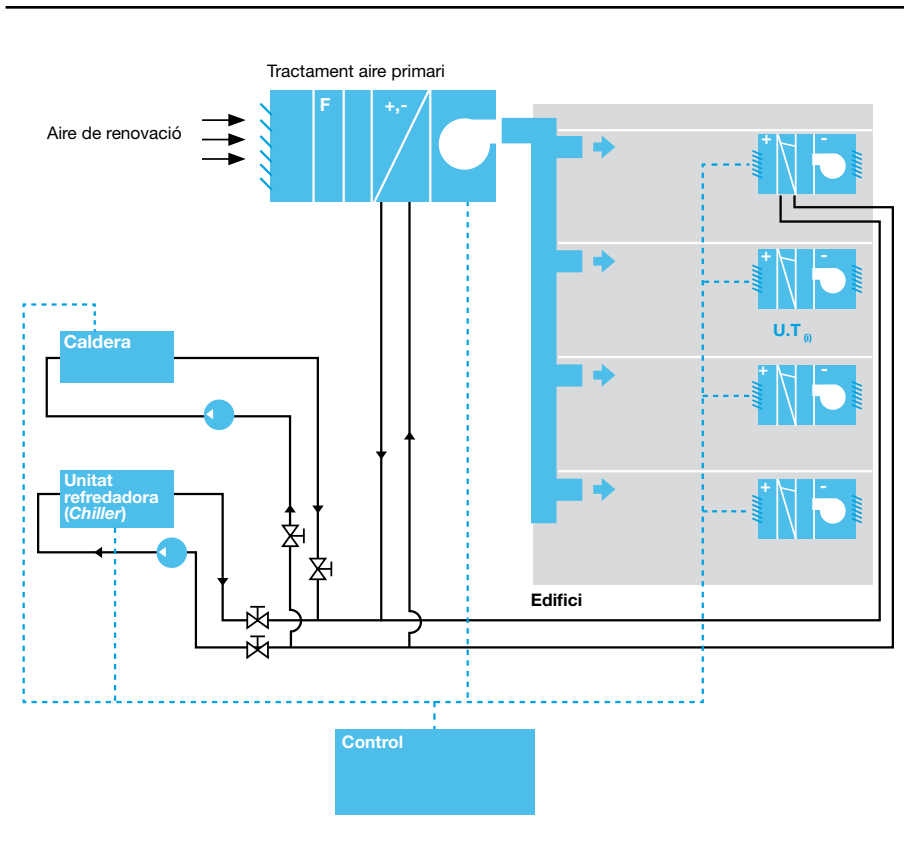 Tractament aire primari
F
+,-
Aire de renovació
+ -
+ -
U.T (i)
Caldera
+ -
Unitat
refredadora
(Chiller)
+ -
Edifici
Control